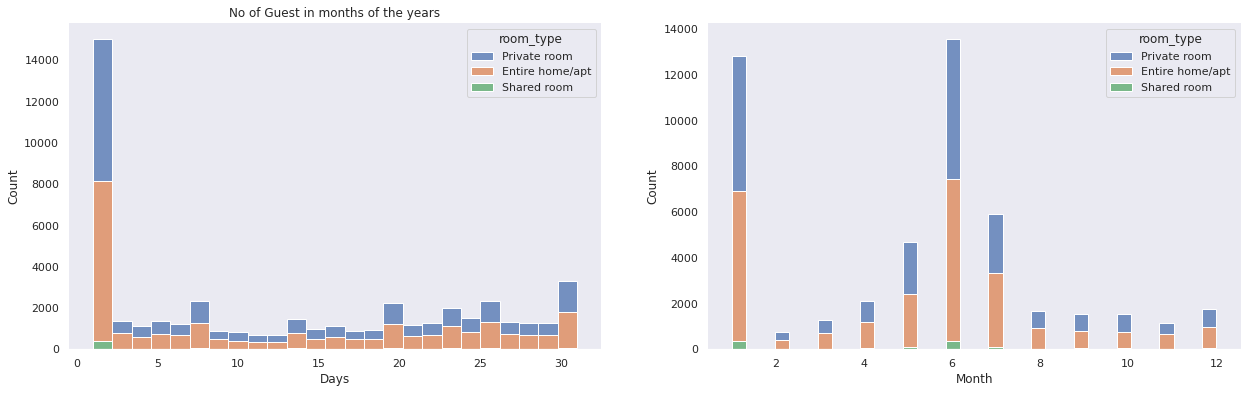 No of Guest in months of the years
14000
12000
10000
8000
6000
4000
2000
0
Count
0 5 10 15 20 25 30
Days
room_type
Private room
Entire home/apt
Shared room
14000
12000
10000
8000
6000
4000
2000
0
Count
2 4 6 8 10 12
Month
room_type
Private room
Entire home/apt
Shared room